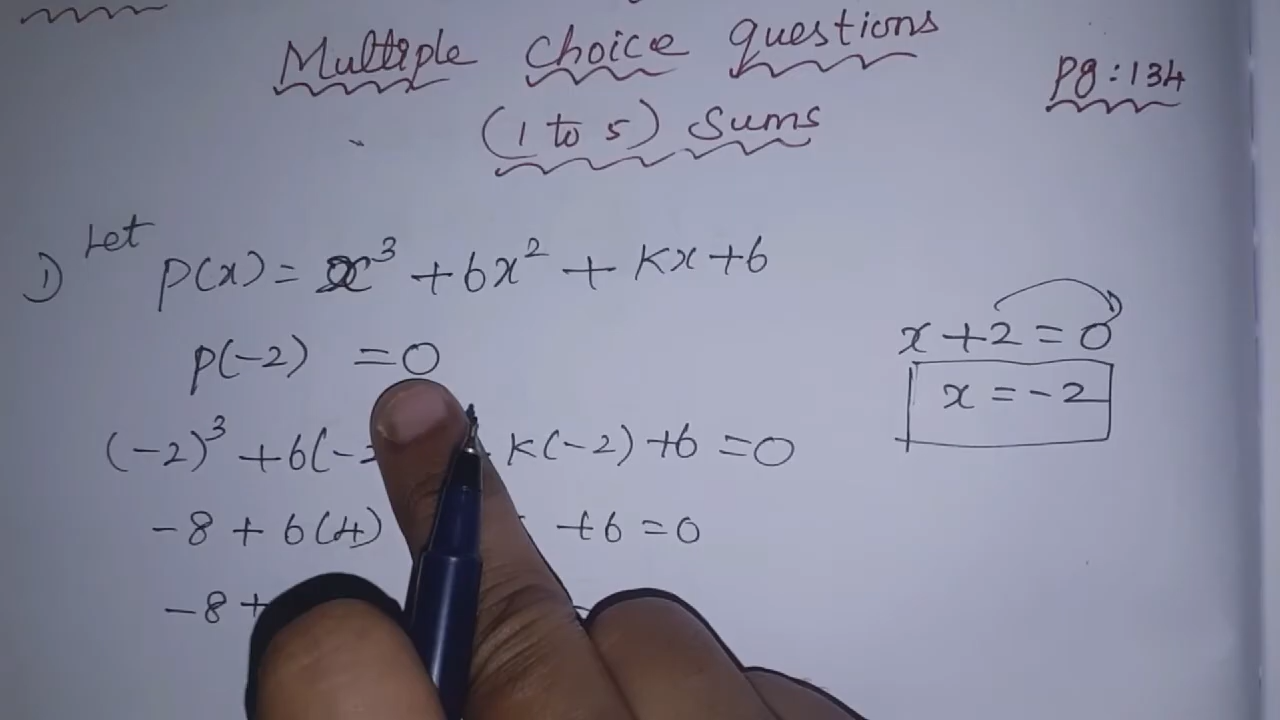 Multiple choice questions
Pg : 134
(1 to 5) Sums
1) Let P(x) = x³ + 6x² + kx + 6
P(-2) = 0
x + 2 = 0
x = -2
(-2)³ + 6(- k(-2) + 6 = 0
-8 + 6(4) + 6 = 0
-8 +